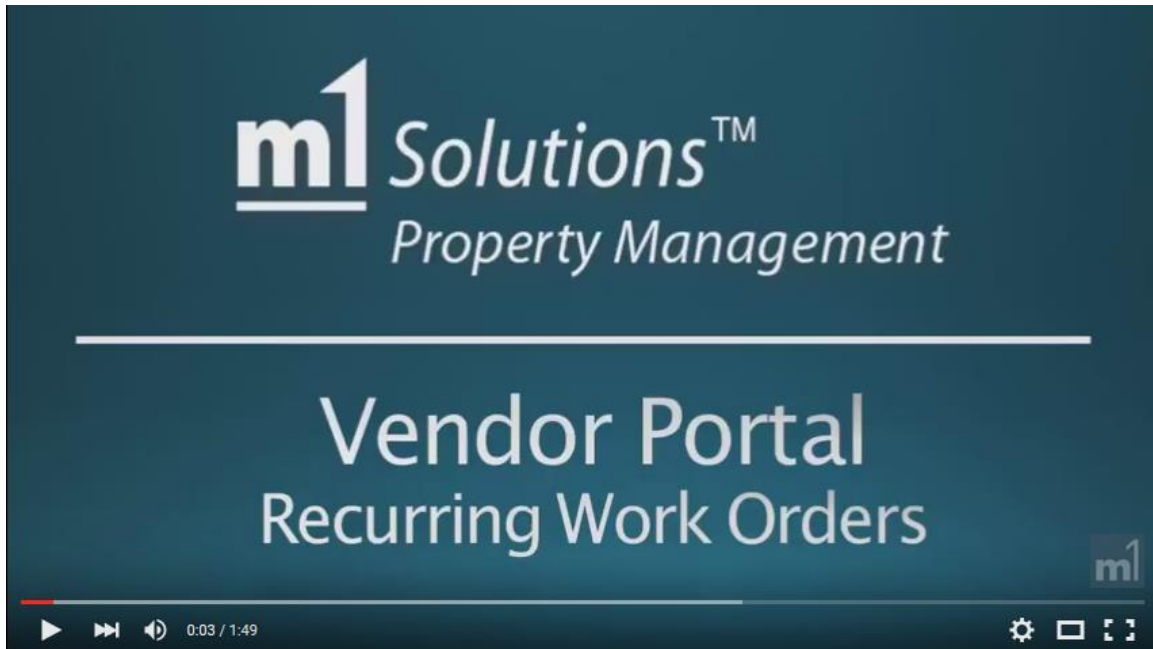 m1 Solutions™
Property Management
Vendor Portal
Recurring Work Orders
m1
0:03 / 1:49